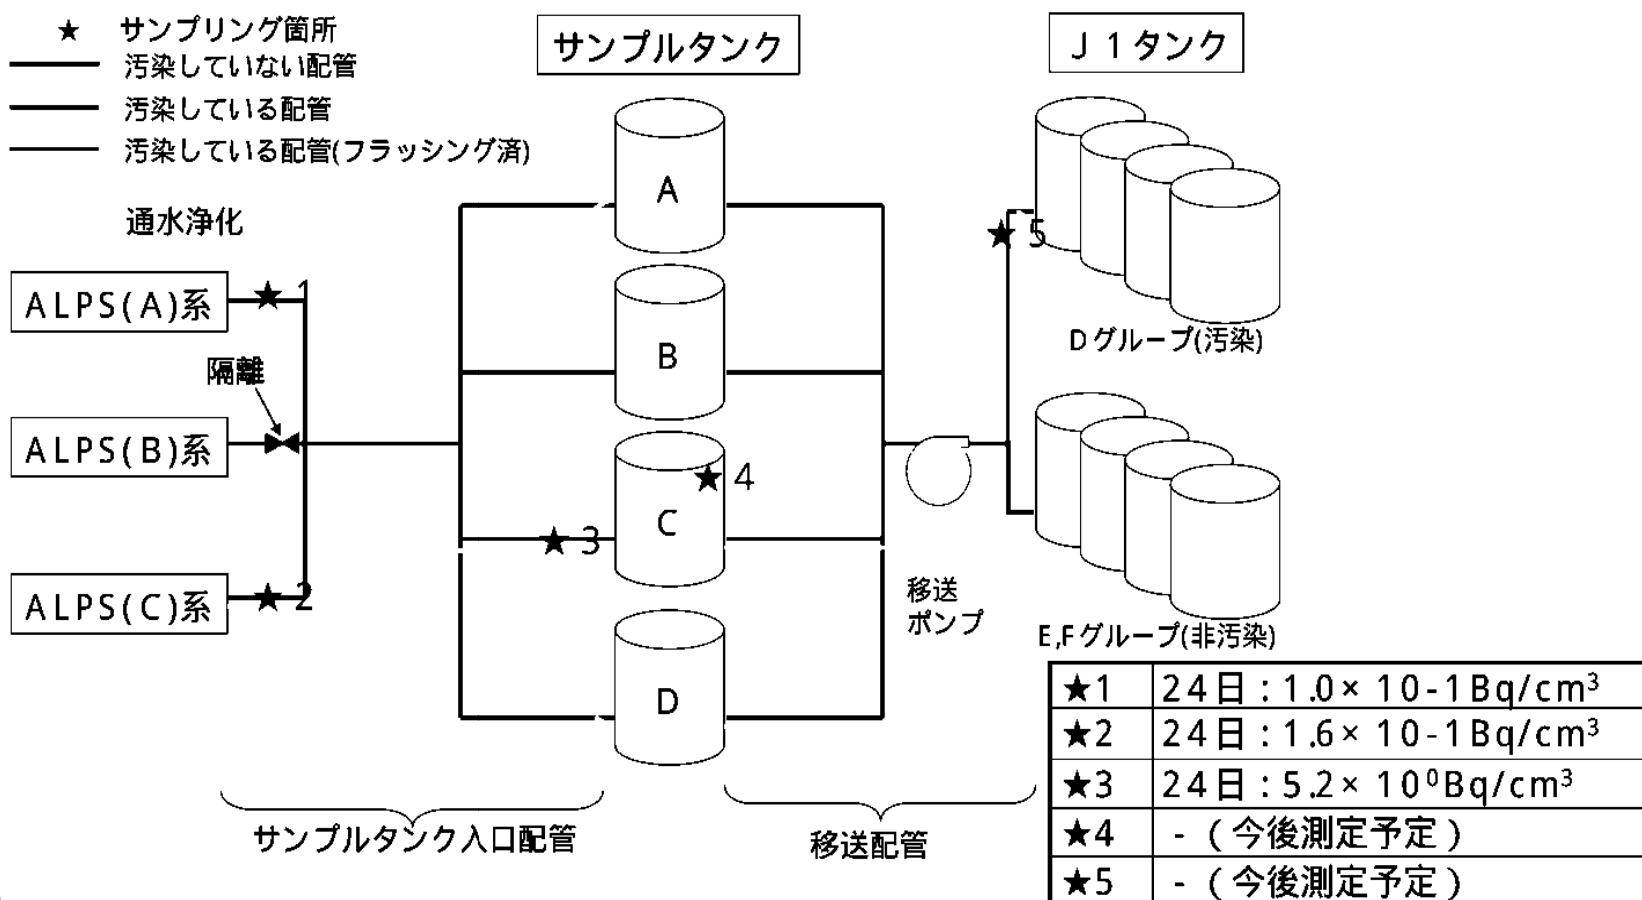 ★ サンプリング箇所
汚染していない配管
汚染している配管
汚染している配管(フラッシング済)
サンプルタンク
J1タンク
通水浄化
ALPS(A)系
★1
隔離
ALPS(B)系
ALPS(C)系
★2
A
B
C
★4
★3
D
★5
Dグループ(汚染)
E,Fグループ(非汚染)
移送
ポンプ
サンプルタンク入口配管
移送配管
★1 24日:1.0×10-1Bq/cm³
★2 24日:1.6×10-1Bq/cm³
★3 24日:5.2×10⁰Bq/cm³
★4 -(今後測定予定)
★5 -(今後測定予定)